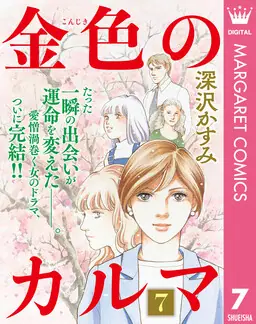 金色の
こんじき
カルマ
深沢かすみ
たった
一瞬の出会いが
運命を変えた――。
愛憎渦巻く女のドラマ、
ついに完結!!
7
DIGITAL
MARGARET COMICS
7
SHUEISHA